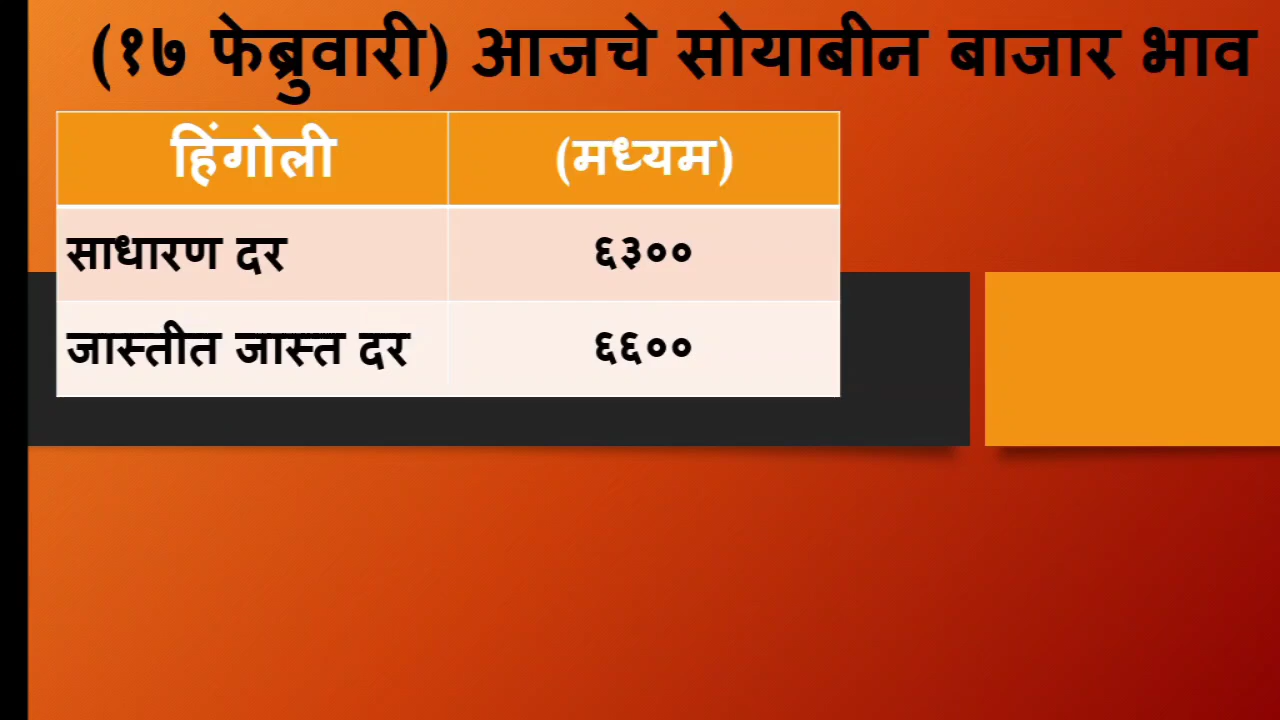 (१७ फेब्रुवारी) आजचे सोयाबीन बाजार भाव
हिंगोली (मध्यम)
साधारण दर ६३००
जास्तीत जास्त दर ६६००